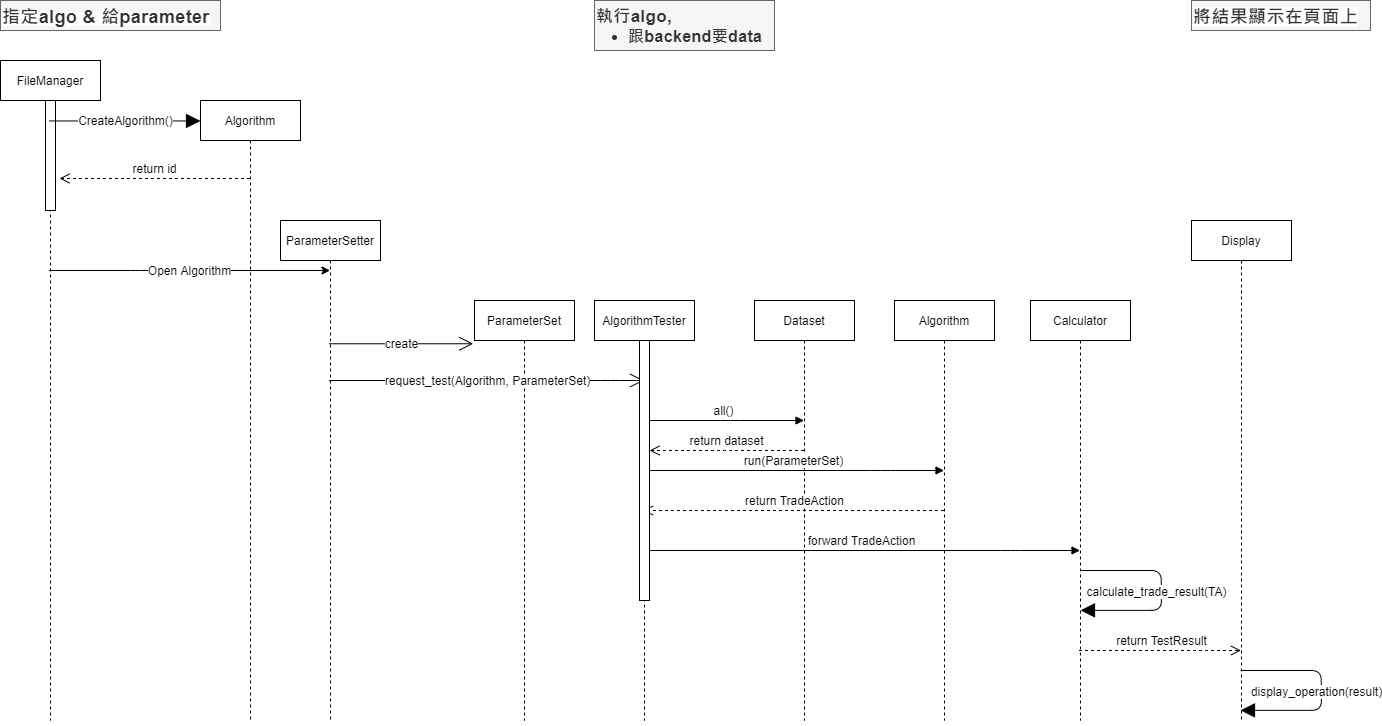 指定algo & 給parameter
執行algo,
• 跟backend要data
將結果顯示在頁面上
FileManager
CreateAlgorithm()
Algorithm
return id
ParameterSetter
Display
Open Algorithm
ParameterSet
AlgorithmTester
Dataset
Algorithm
Calculator
create
request_test(Algorithm, ParameterSet)
all()
return dataset
run(ParameterSet)
return TradeAction
forward TradeAction
calculate_trade_result(TA)
return TestResult
display_operation(result)